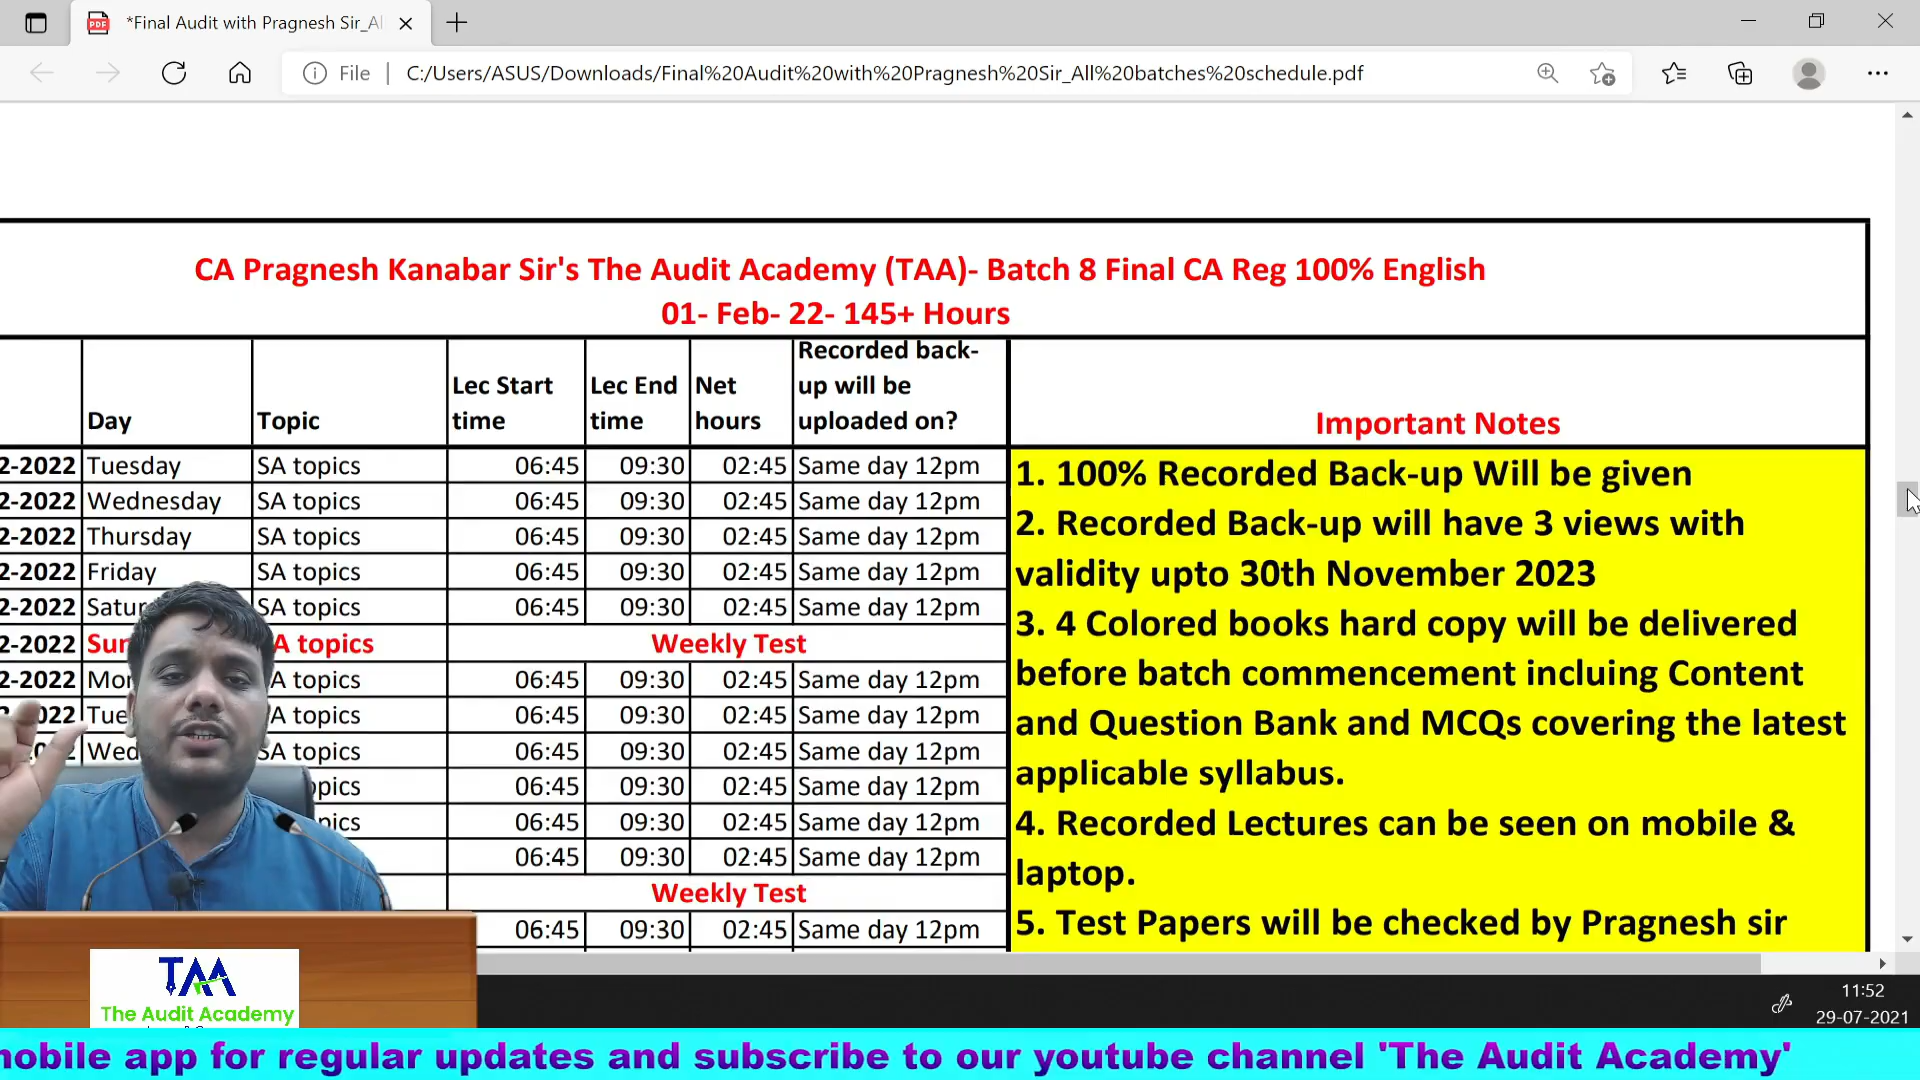 *Final Audit with Pragnesh Sir_Al
File
C:/Users/ASUS/Downloads/Final%20Audit%20with%20Pragnesh%20Sir_All%20batches%20schedule.pdf
CA Pragnesh Kanabar Sir's The Audit Academy (TAA)- Batch 8 Final CA Reg 100% English
01- Feb- 22- 145+ Hours
Day Topic Lec Start time Lec End time Net hours Recorded back-up will be uploaded on? Important Notes
2-2022 Tuesday SA topics 06:45 09:30 02:45 Same day 12pm
2-2022 Wednesday SA topics 06:45 09:30 02:45 Same day 12pm
2-2022 Thursday SA topics 06:45 09:30 02:45 Same day 12pm
2-2022 Friday SA topics 06:45 09:30 02:45 Same day 12pm
2-2022 Satur SA topics 06:45 09:30 02:45 Same day 12pm
2-2022 Sun A topics Weekly Test
2-2022 Mon A topics 06:45 09:30 02:45 Same day 12pm
022 Tue A topics 06:45 09:30 02:45 Same day 12pm
Wed SA topics 06:45 09:30 02:45 Same day 12pm
opics 06:45 09:30 02:45 Same day 12pm
pics 06:45 09:30 02:45 Same day 12pm
06:45 09:30 02:45 Same day 12pm
Weekly Test
06:45 09:30 02:45 Same day 12pm
1. 100% Recorded Back-up Will be given
2. Recorded Back-up will have 3 views with
validity upto 30th November 2023
3. 4 Colored books hard copy will be delivered
before batch commencement incluing Content
and Question Bank and MCQs covering the latest
applicable syllabus.
4. Recorded Lectures can be seen on mobile &
laptop.
5. Test Papers will be checked by Pragnesh sir
TAA
The Audit Academy
11:52
29-07-2021
mobile app for regular updates and subscribe to our youtube channel 'The Audit Academy'